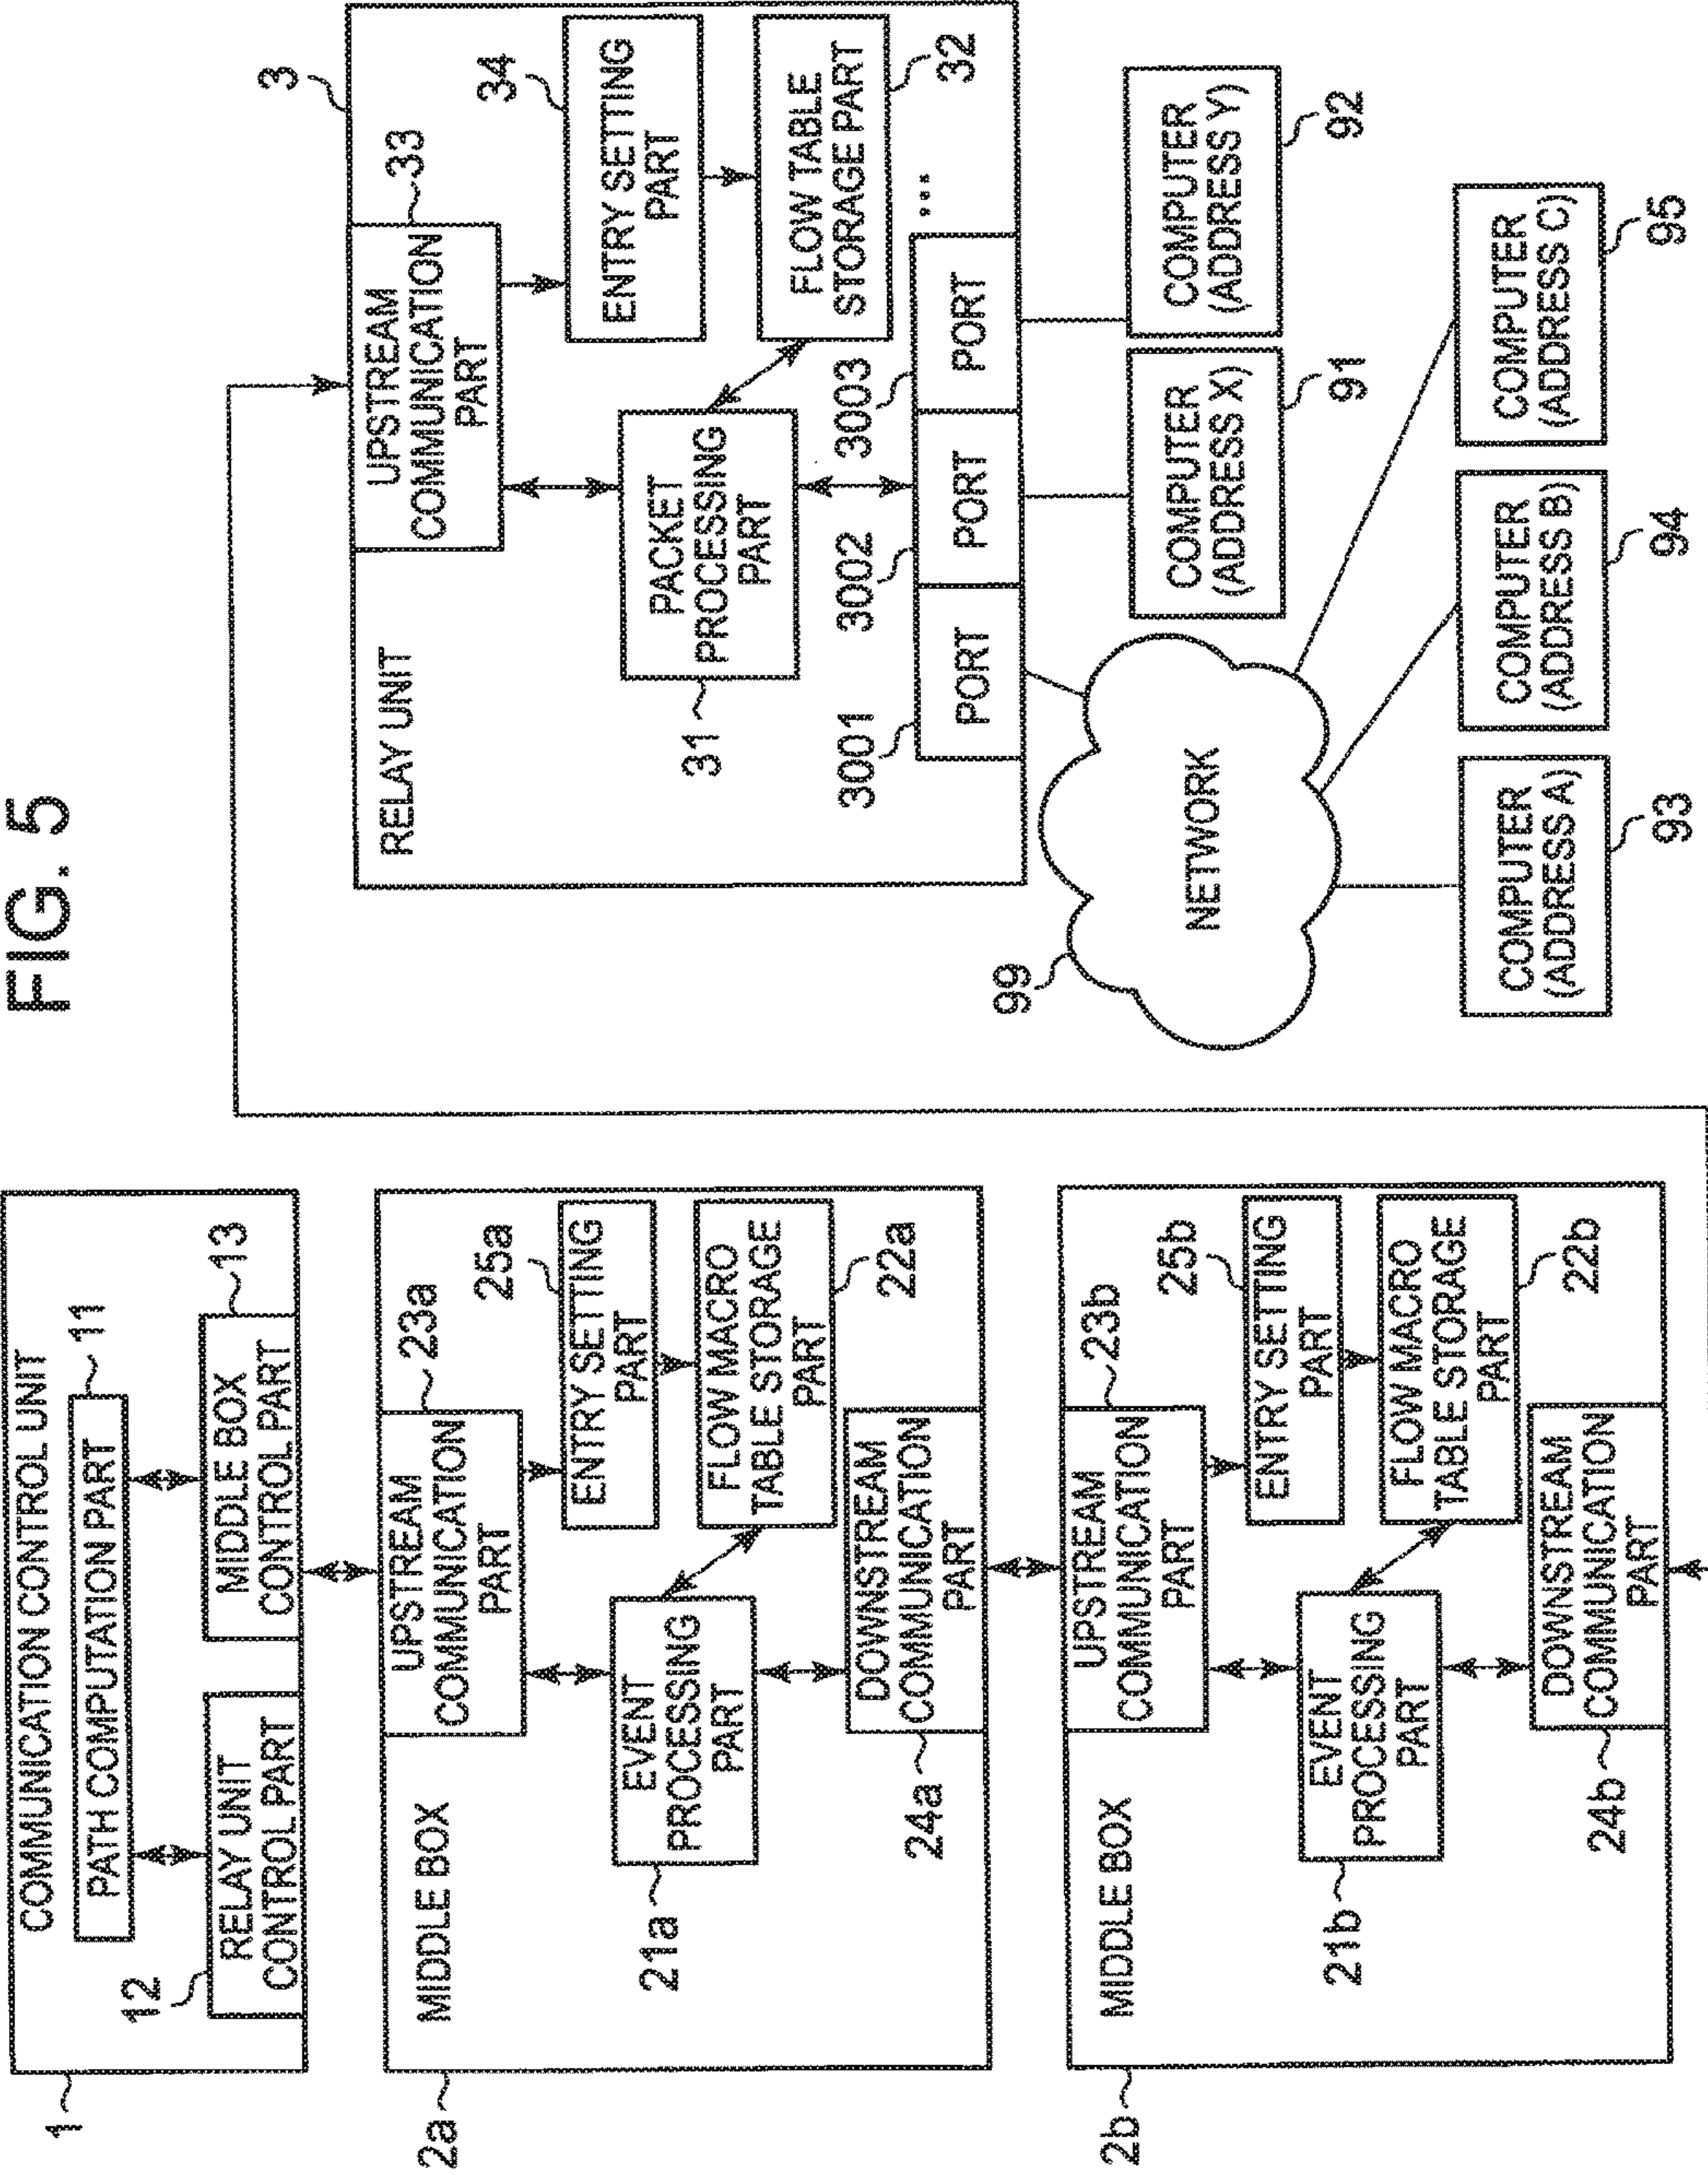 FIG. 5
1
COMMUNICATION CONTROL UNIT
PATH COMPUTATION PART
11
12
RELAY UNIT
CONTROL PART
MIDDLE BOX
CONTROL PART
13
2a
MIDDLE BOX
UPSTREAM
COMMUNICATION
PART
23a
25a
ENTRY SETTING
PART
21a
EVENT
PROCESSING
PART
FLOW MACRO
TABLE STORAGE
PART
22a
24a
DOWNSTREAM
COMMUNICATION
PART
2b
MIDDLE BOX
UPSTREAM
COMMUNICATION
PART
23b
25b
ENTRY SETTING
PART
21b
EVENT
PROCESSING
PART
FLOW MACRO
TABLE STORAGE
PART
22b
24b
DOWNSTREAM
COMMUNICATION
PART
3
RELAY UNIT
UPSTREAM
COMMUNICATION
PART
33
34
ENTRY SETTING
PART
31
PACKET
PROCESSING
PART
FLOW TABLE
STORAGE PART
32
3001
PORT
3002
PORT
3003
PORT
...
99
NETWORK
COMPUTER
(ADDRESS X)
91
COMPUTER
(ADDRESS Y)
92
COMPUTER
(ADDRESS A)
93
COMPUTER
(ADDRESS B)
94
COMPUTER
(ADDRESS C)
95